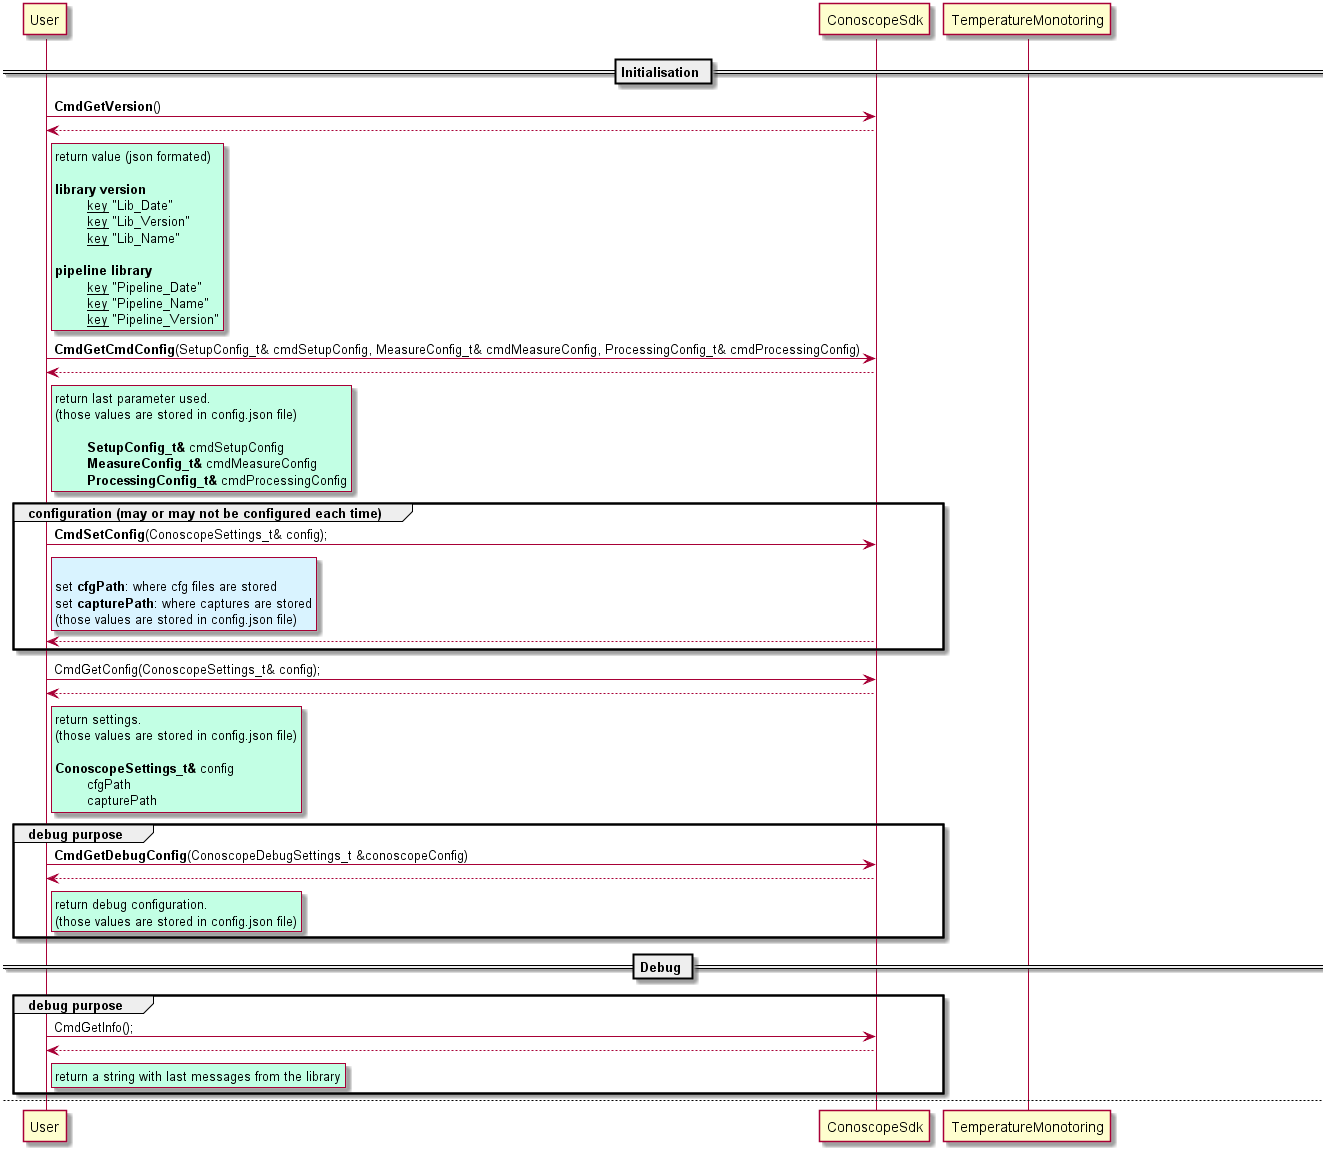 User
ConoscopeSdk
TemperatureMonotoring
Initialisation
CmdGetVersion()
return value (json formated)
library version
key "Lib_Date"
key "Lib_Version"
key "Lib_Name"
pipeline library
key "Pipeline_Date"
key "Pipeline_Name"
key "Pipeline_Version"
CmdGetCmdConfig(SetupConfig_t& cmdSetupConfig, MeasureConfig_t& cmdMeasureConfig, ProcessingConfig_t& cmdProcessingConfig)
return last parameter used.
(those values are stored in config.json file)
SetupConfig_t& cmdSetupConfig
MeasureConfig_t& cmdMeasureConfig
ProcessingConfig_t& cmdProcessingConfig
configuration (may or may not be configured each time)
CmdSetConfig(ConoscopeSettings_t& config);
set cfgPath: where cfg files are stored
set capturePath: where captures are stored
(those values are stored in config.json file)
CmdGetConfig(ConoscopeSettings_t& config);
return settings.
(those values are stored in config.json file)
ConoscopeSettings_t& config
cfgPath
capturePath
debug purpose
CmdGetDebugConfig(ConoscopeDebugSettings_t &conoscopeConfig)
return debug configuration.
(those values are stored in config.json file)
Debug
debug purpose
CmdGetInfo();
return a string with last messages from the library
User
ConoscopeSdk
TemperatureMonotoring